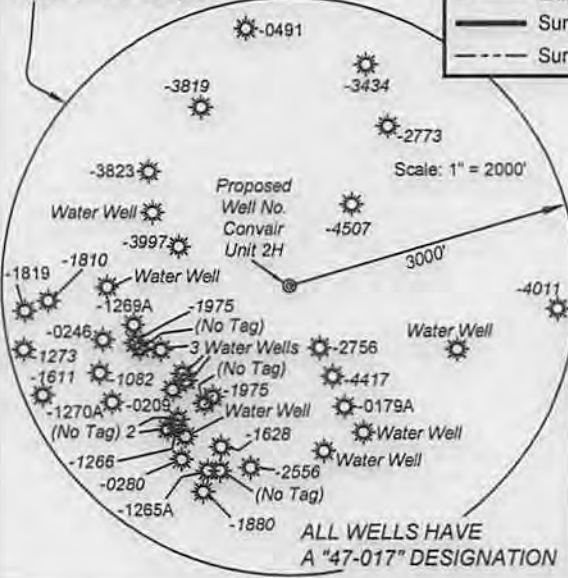 -0491
Sur
Sur
-3434
-3819
-2773
Scale: 1" = 2000'
-3823
Proposed
Well No.
Convair
Unit 2H
Water Well
-4507
-3997
3000'
-1819
-1810
Water Well
-4011
-1269A
-1975
(No Tag)
-0246
3 Water Wells
-2756
Water Well
-1273
(No Tag)
-1611
-1082
-1975
-4417
-1270A
-0209
Water Well
-0179A
(No Tag) 2
-1628
Water Well
-1266
Water Well
-0280
-2556
(No Tag)
-1265A
-1880
ALL WELLS HAVE
A "47-017" DESIGNATION